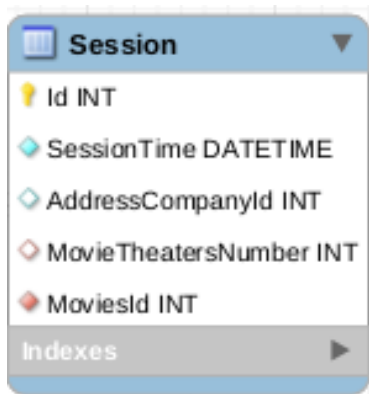 Session
Id INT
SessionTime DATETIME
AddressCompanyId INT
MovieTheatersNumber INT
MoviesId INT
Indexes